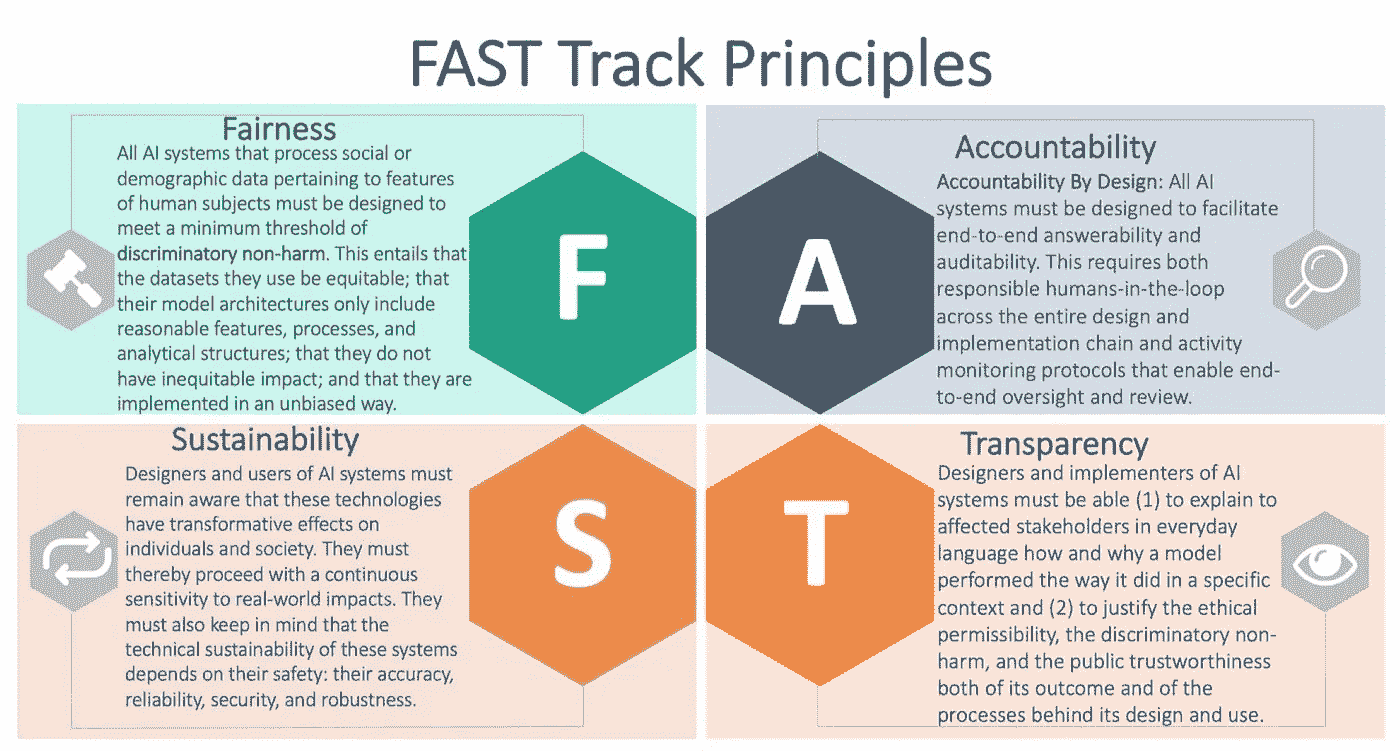 FAST Track Principles
Fairness
All AI systems that process social or
demographic data pertaining to features
of human subjects must be designed to
meet a minimum threshold of
discriminatory non-harm. This entails that
the datasets they use be equitable; that
their model architectures only include
reasonable features, processes, and
analytical structures; that they do not
have inequitable impact; and that they are
implemented in an unbiased way.
F
A
Accountability
Accountability By Design: All AI
systems must be designed to facilitate
end-to-end answerability and
auditability. This requires both
responsible humans-in-the-loop
across the entire design and
implementation chain and activity
monitoring protocols that enable end-
to-end oversight and review.
Sustainability
Designers and users of AI systems must
remain aware that these technologies
have transformative effects on
individuals and society. They must
thereby proceed with a continuous
sensitivity to real-world impacts. They
must also keep in mind that the
technical sustainability of these systems
depends on their safety: their accuracy,
reliability, security, and robustness.
S
T
Transparency
Designers and implementers of AI
systems must be able (1) to explain to
affected stakeholders in everyday
language how and why a model
performed the way it did in a specific
context and (2) to justify the ethical
permissibility, the discriminatory non-
harm, and the public trustworthiness
both of its outcome and of the
processes behind its design and use.